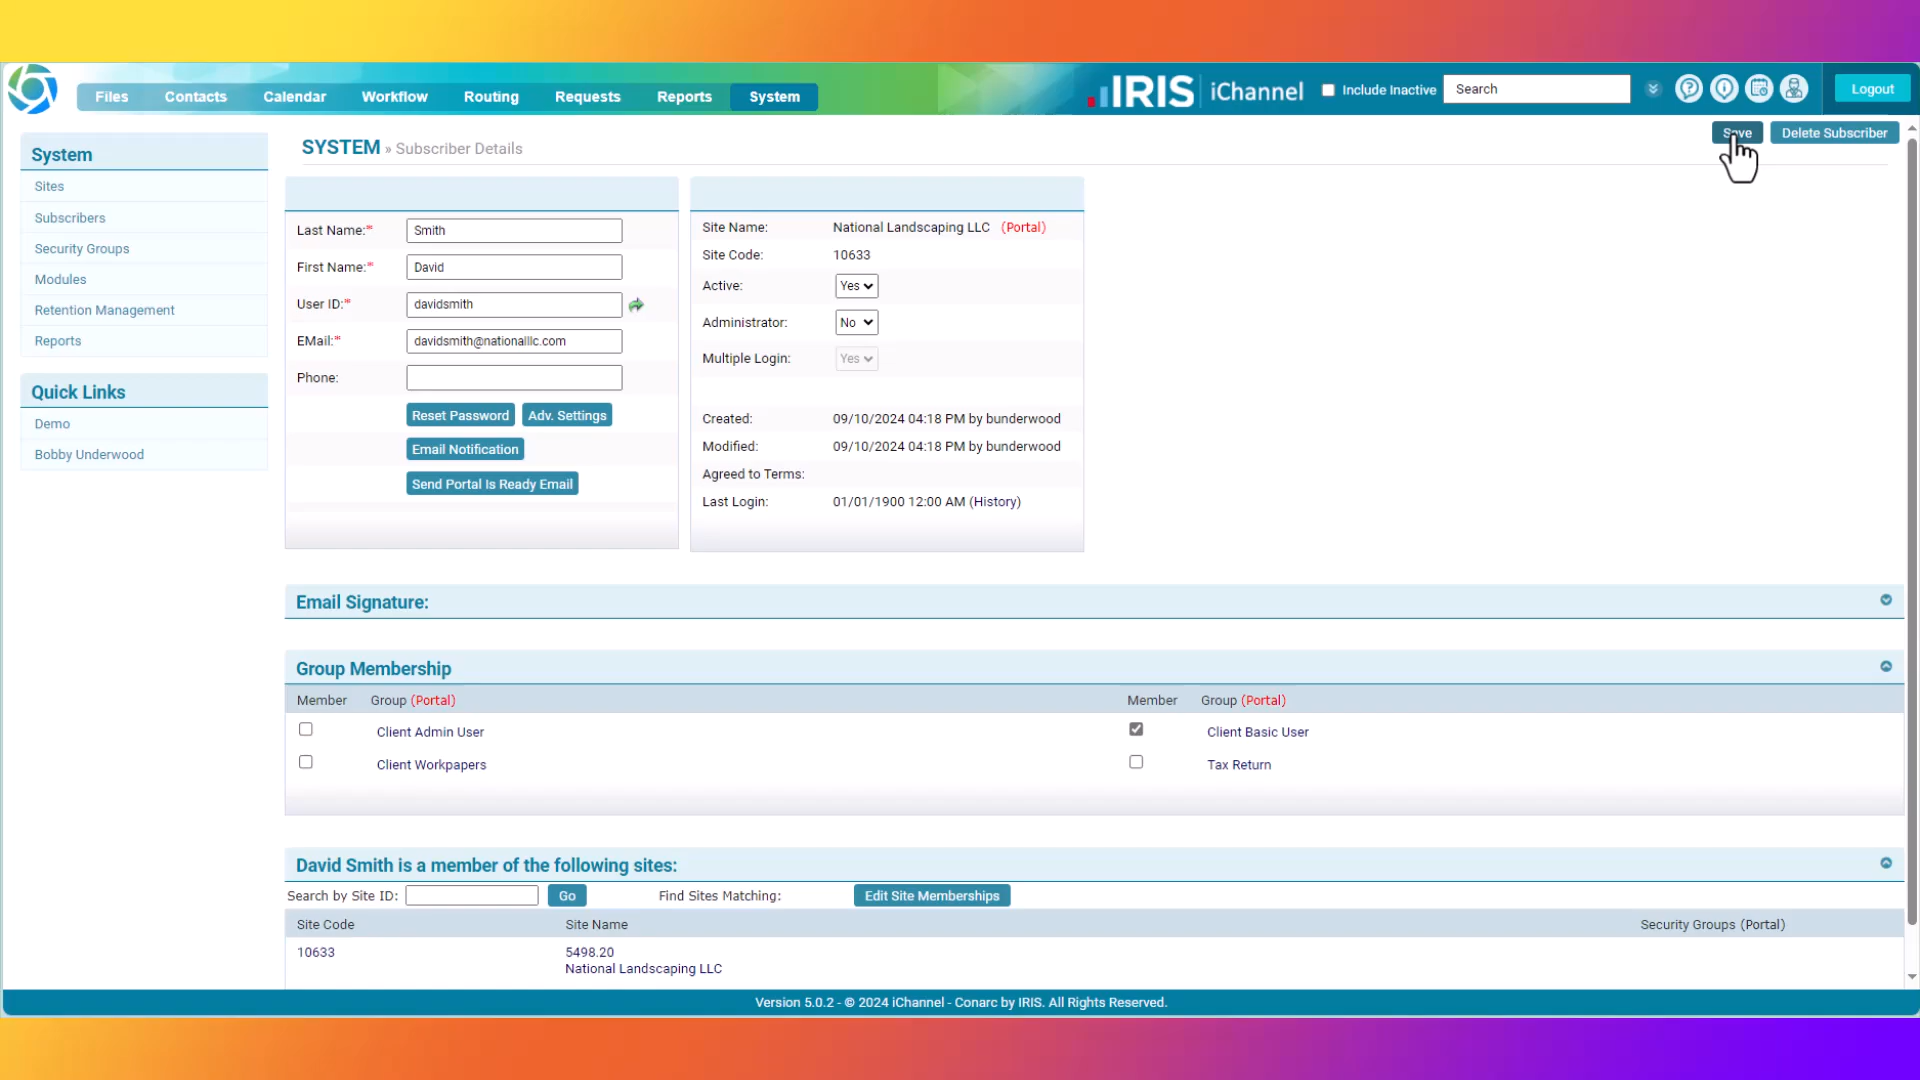 Files Contacts Calendar Workflow Routing Requests Reports System
IRIS iChannel
Include Inactive
Search
Logout
System
Sites
Subscribers
Security Groups
Modules
Retention Management
Reports
Quick Links
Demo
Bobby Underwood
SYSTEM » Subscriber Details
Save Delete Subscriber
Last Name:* Smith
First Name:* David
User ID:* davidsmith
EMail:* davidsmith@nationalllc.com
Phone:
Reset Password Adv. Settings
Email Notification
Send Portal Is Ready Email
Site Name: National Landscaping LLC (Portal)
Site Code: 10633
Active: Yes
Administrator: No
Multiple Login: Yes
Created: 09/10/2024 04:18 PM by bunderwood
Modified: 09/10/2024 04:18 PM by bunderwood
Agreed to Terms:
Last Login: 01/01/1900 12:00 AM (History)
Email Signature:
Group Membership
Member Group (Portal) Member Group (Portal)
Client Admin User Client Basic User
Client Workpapers Tax Return
David Smith is a member of the following sites:
Search by Site ID: Go Find Sites Matching: Edit Site Memberships
Site Code Site Name Security Groups (Portal)
10633 5498.20
National Landscaping LLC
Version 5.0.2 - © 2024 iChannel - Conarc by IRIS. All Rights Reserved.